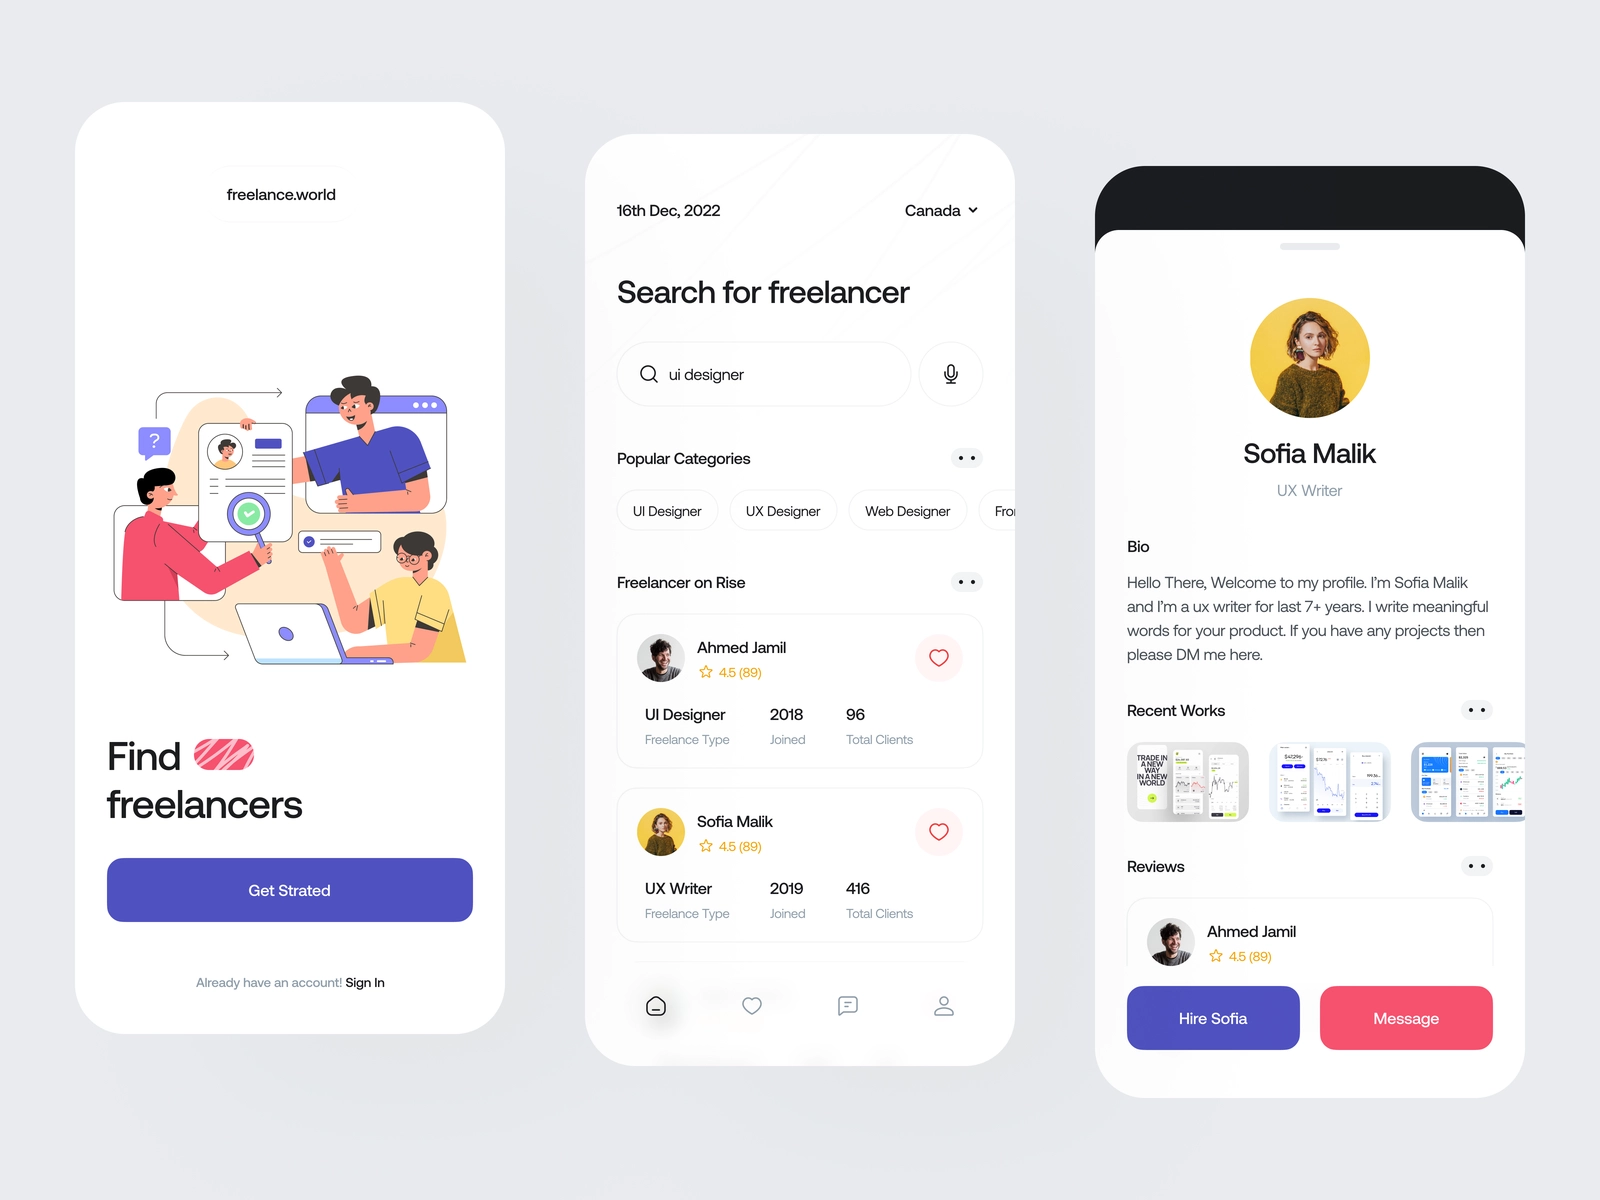 freelance.world
?
Find
freelancers
Get Strated
Already have an account! Sign In
16th Dec, 2022
Canada
Search for freelancer
ui designer
Popular Categories
UI Designer
UX Designer
Web Designer
Fron
Freelancer on Rise
Ahmed Jamil
4.5 (89)
UI Designer
2018
96
Freelance Type
Joined
Total Clients
Sofia Malik
4.5 (89)
UX Writer
2019
416
Freelance Type
Joined
Total Clients
Sofia Malik
UX Writer
Bio
Hello There, Welcome to my profile. I’m Sofia Malik
and I’m a ux writer for last 7+ years. I write meaningful
words for your product. If you have any projects then
please DM me here.
Recent Works
TRADE IN
A NEW
WAY
IN A NEW
WORLD
Reviews
Ahmed Jamil
4.5 (89)
Hire Sofia
Message